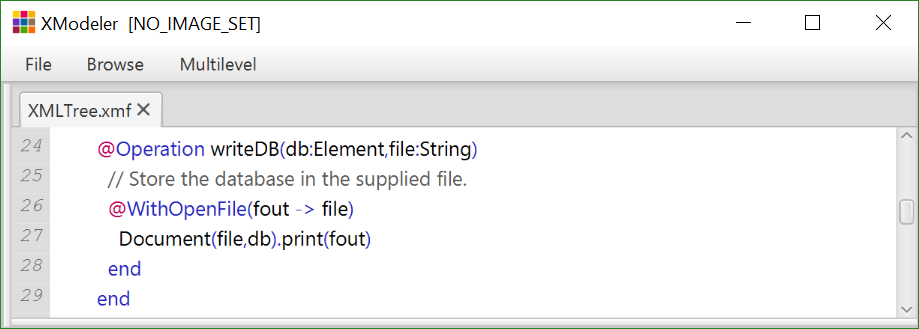 XModeler [NO_IMAGE_SET]
File Browse Multilevel
XMLTree.xmf
24 @Operation writeDB(db:Element,file:String)
25 // Store the database in the supplied file.
26 @WithOpenFile(fout -> file)
27 Document(file,db).print(fout)
28 end
29 end